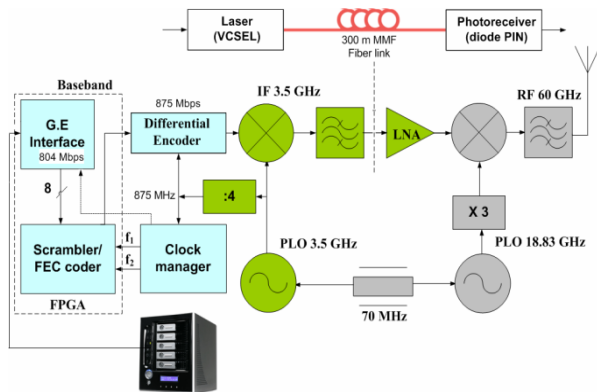 Laser
(VCSEL)
300 m MMF
Fiber link
Photoreceiver
(diode PIN)
Baseband
G.E
Interface
804 Mbps
8
Scrambler/
FEC coder
FPGA
875 Mbps
Differential
Encoder
875 MHz
f1
f2
Clock
manager
IF 3.5 GHz
:4
PLO 3.5 GHz
LNA
70 MHz
RF 60 GHz
X 3
PLO 18.83 GHz